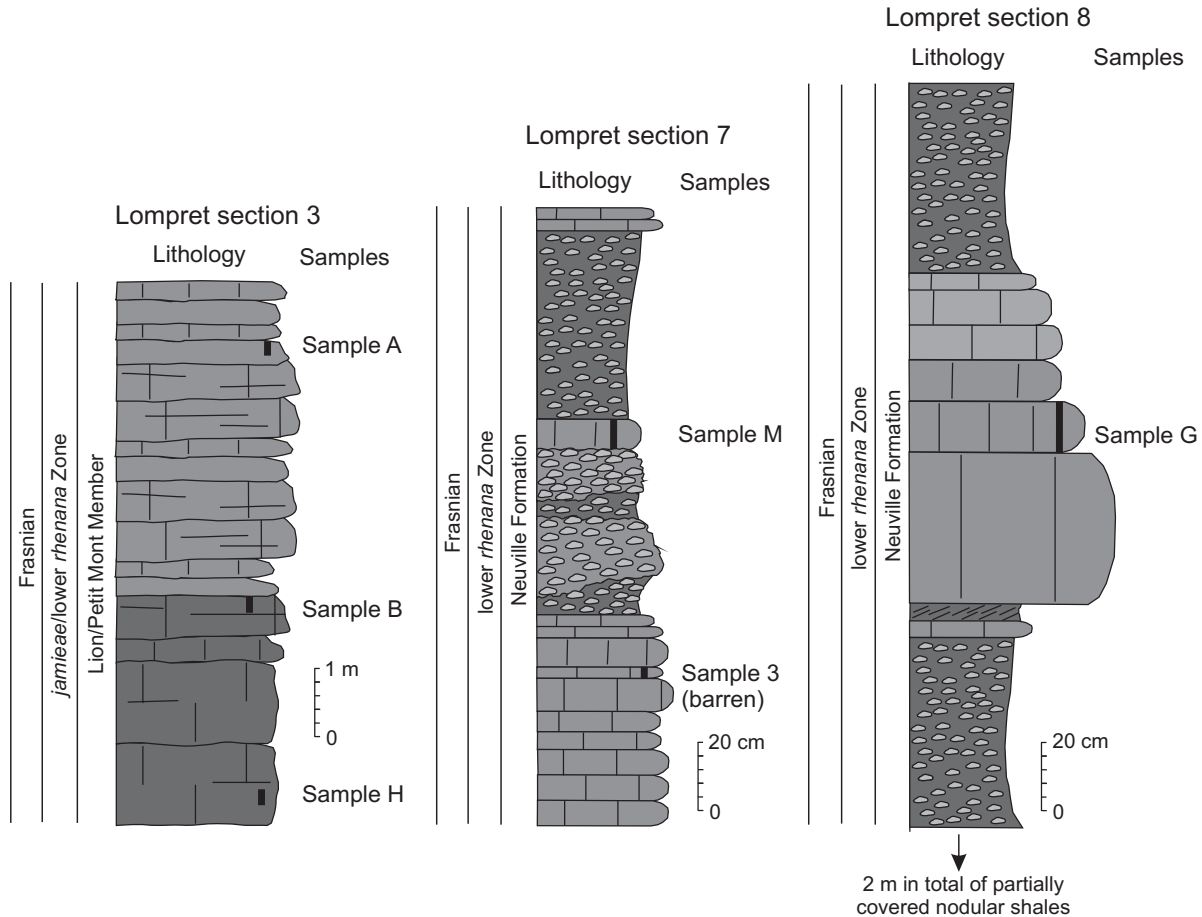 Lompret section 3
Lithology
Samples
Frasnian
jamieae/lower rhenana Zone
Lion/Petit Mont Member
Sample A
Sample B
1 m
0
Sample H
Lompret section 7
Lithology
Samples
Frasnian
lower rhenana Zone
Neuville Formation
Sample M
Sample 3
(barren)
20 cm
0
Lompret section 8
Lithology
Samples
Frasnian
lower rhenana Zone
Neuville Formation
Sample G
20 cm
0
2 m in total of partially
covered nodular shales